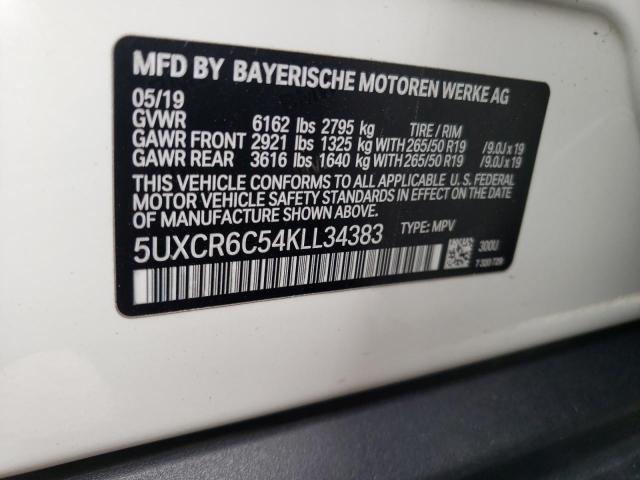 MFD BY BAYERISCHE MOTOREN WERKE AG
05/19
GVWR 6162 lbs 2795 kg TIRE / RIM
GAWR FRONT 2921 lbs 1325 kg WITH 265/50 R19 /9.0J x 19
GAWR REAR 3616 lbs 1640 kg WITH 265/50 R19 /9.0J x 19
THIS VEHICLE CONFORMS TO ALL APPLICABLE U. S. FEDERAL
MOTOR VEHICLE SAFETY STANDARDS IN EFFECT ON THE DATE
OF MANUFACTURE SHOWN ABOVE.
5UXCR6C54KLL34383 TYPE: MPV
300U